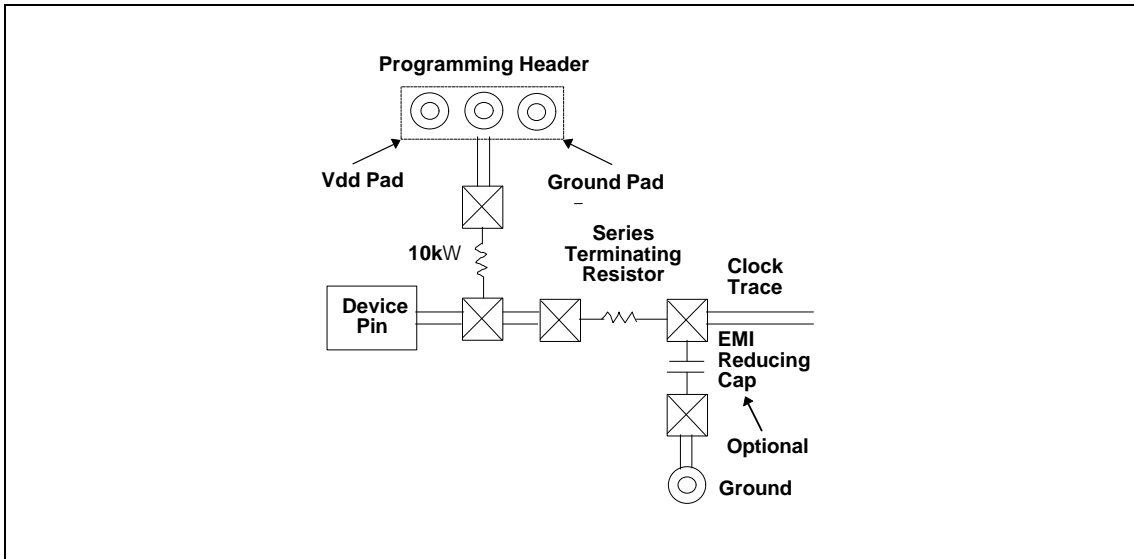 Programming Header
Vdd Pad
Ground Pad
–
10kW
Series
Terminating
Resistor
Clock
Trace
Device
Pin
EMI
Reducing
Cap
Optional
Ground